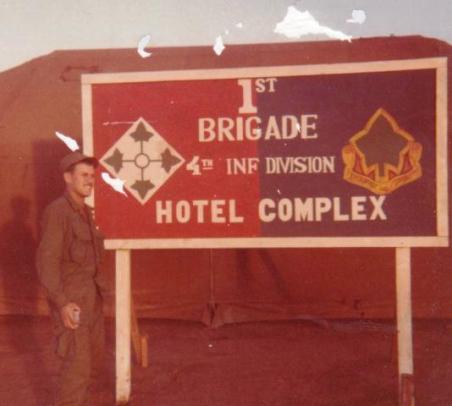 1ST
BRIGADE
4TH INF DIVISION
HOTEL COMPLEX